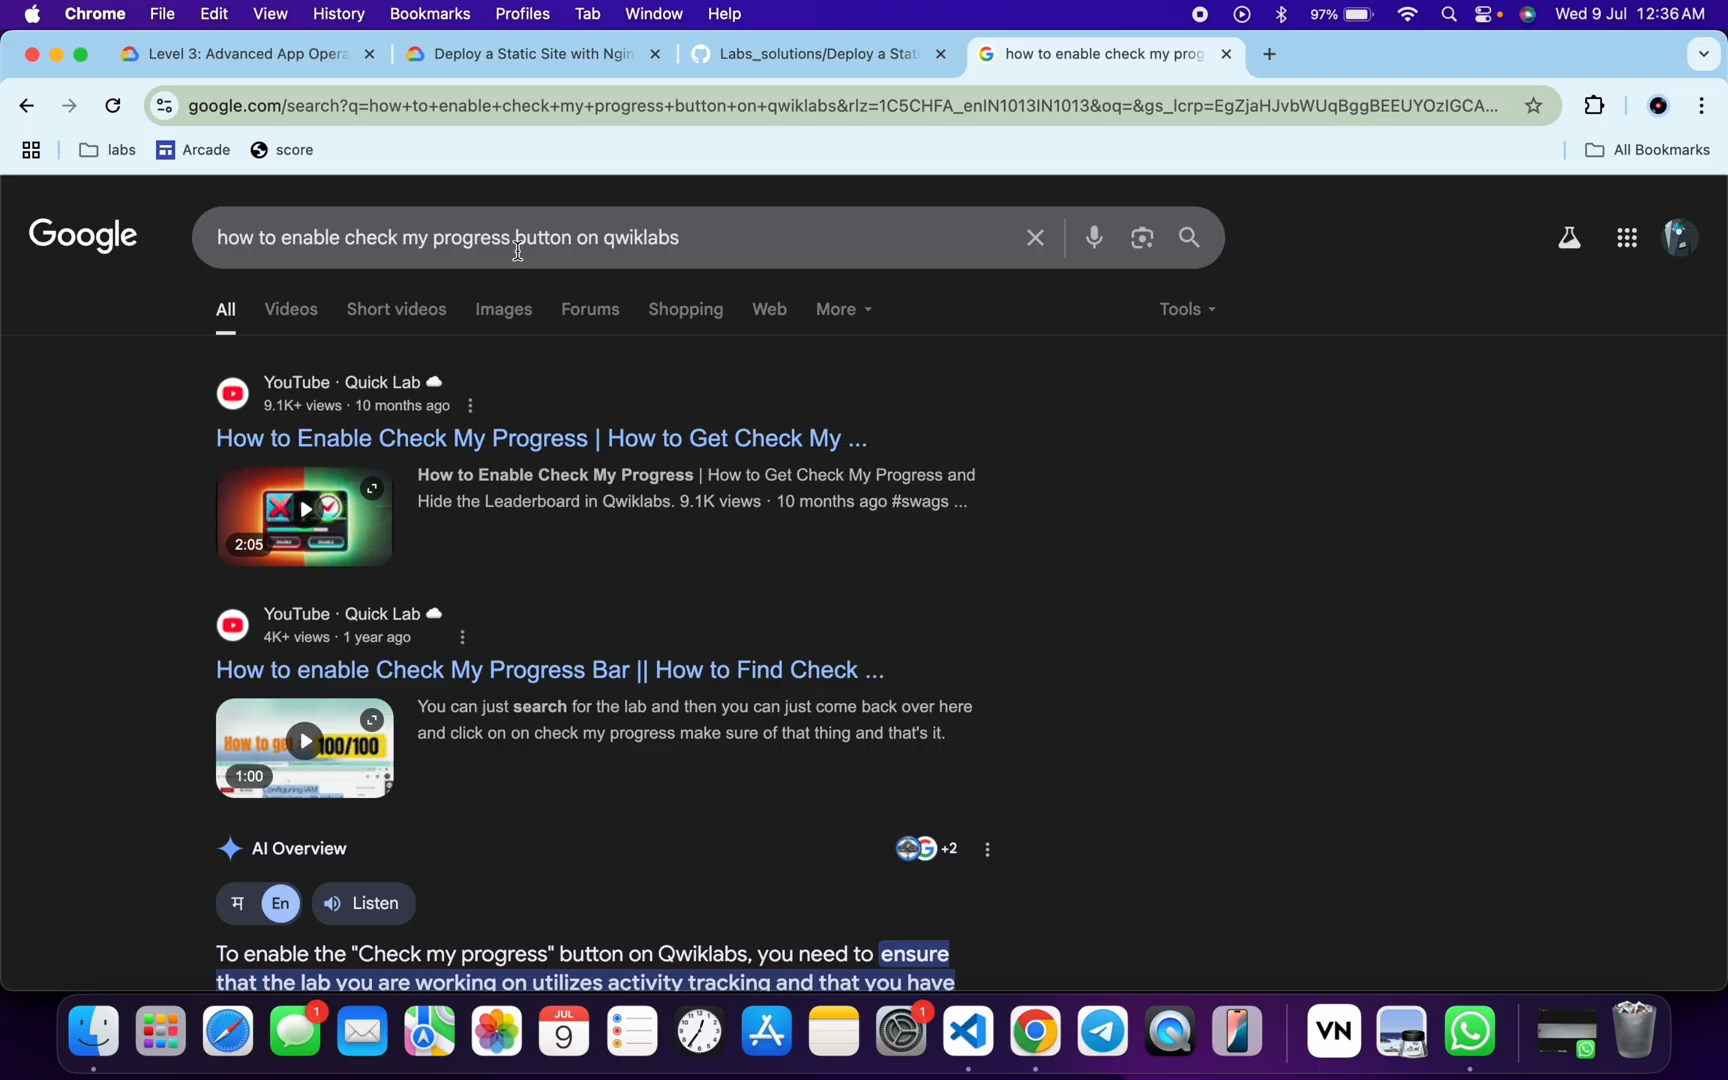 Chrome File Edit View History Bookmarks Profiles Tab Window Help 97% Wed 9 Jul 12:36 AM
Level 3: Advanced App Opera Deploy a Static Site with Ngin Labs_solutions/Deploy a Stat how to enable check my prog
google.com/search?q=how+to+enable+check+my+progress+button+on+qwiklabs&rlz=1C5CHFA_enIN1013IN1013&oq=&gs_lcrp=EgZjaHJvbWUqBggBEEUYOzIGCA...
labs Arcade score All Bookmarks
Google how to enable check my progress button on qwiklabs
All Videos Short videos Images Forums Shopping Web More Tools
YouTube · Quick Lab
9.1K+ views · 10 months ago
How to Enable Check My Progress | How to Get Check My ...
How to Enable Check My Progress | How to Get Check My Progress and
Hide the Leaderboard in Qwiklabs. 9.1K views · 10 months ago #swags ...
2:05
YouTube · Quick Lab
4K+ views · 1 year ago
How to enable Check My Progress Bar || How to Find Check ...
You can just search for the lab and then you can just come back over here
and click on on check my progress make sure of that thing and that's it.
How to get 100/100
1:00
AI Overview +2
म En Listen
To enable the "Check my progress" button on Qwiklabs, you need to ensure
that the lab you are working on utilizes activity tracking and that you have
1 JUL 9 1 VN